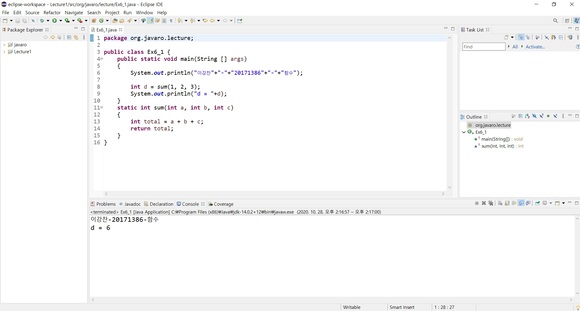 eclipse-workspace - Lecture1/src/org/javaro/lecture/Ex6_1.java - Eclipse IDE
File Edit Source Refactor Navigate Search Project Run Window Help
Package Explorer
javaro
Lecture1
Ex6_1.java
1 package org.javaro.lecture;
2
3 public class Ex6_1 {
4 public static void main(String [] args)
5 {
6 System.out.println("이강찬"+"-"+"20171386"+"-"+"함수");
7
8 int d = sum(1, 2, 3);
9 System.out.println("d = "+d);
10 }
11 static int sum(int a, int b, int c)
12 {
13 int total = a + b + c;
14 return total;
15 }
16 }
Task List
Find
All
Activate...
Outline
org.javaro.lecture
Ex6_1
main(String[]) : void
sum(int, int, int) : int
Problems Javadoc Declaration Console Coverage
<terminated> Ex6_1 [Java Application] C:\Program Files (x86)\Java\jdk-14.0.2+12\bin\javaw.exe (2020. 10. 28. 오후 2:16:57 – 오후 2:17:00)
이강찬-20171386-함수
d = 6
Writable
Smart Insert
1 : 28 : 27